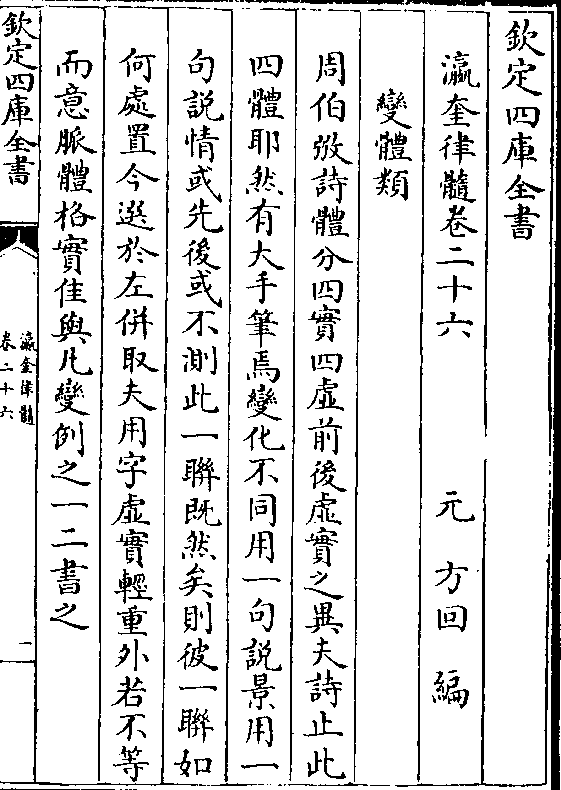 欽定四庫全書
瀛奎律髓卷二十六
元 方回 編
變體類
周伯弜詩體分四實四虚前後虚實之異夫詩止此
四體耶然有大手筆焉變化不同用一句說景用一
句說情或先後或不測此一聯既然矣則彼一聯如
何處置今選於左併取夫用字虚實輕重外若不等
而意脈體格實佳與凡變例之一二書之
欽定四庫全書
瀛奎律髓
卷二十六
一